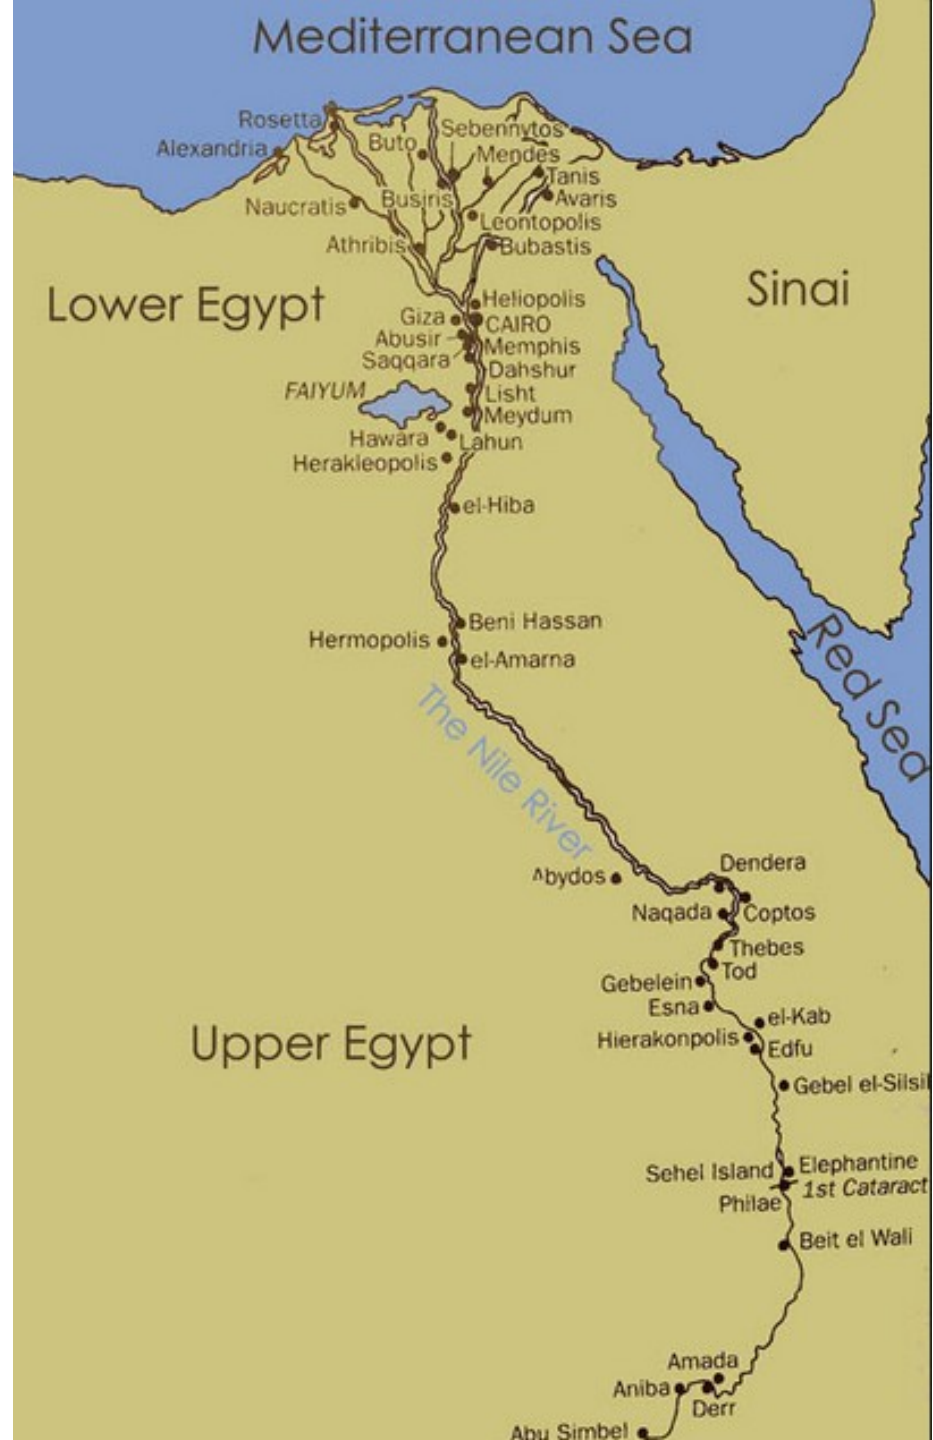 Mediterranean Sea
Rosetta
Sebennytos
Alexandria
Buto
Mendes
Tanis
Busiris
Avaris
Naucratis
Leontopolis
Athribis
Bubastis
Sinai
Lower Egypt
Heliopolis
Giza
CAIRO
Abusir
Memphis
Saqqara
Dahshur
FAIYUM
Lisht
Meydum
Hawara
Lahun
Herakleopolis
el-Hiba
Beni Hassan
Hermopolis
el-Amarna
Red Sea
The Nile River
Dendera
Abydos
Naqada
Coptos
Thebes
Tod
Gebelein
Esna
el-Kab
Hierakonpolis
Edfu
Upper Egypt
Gebel el-Silsil
Elephantine
Sehel Island
1st Cataract
Philae
Beit el Wali
Amada
Aniba
Derr
Abu Simbel